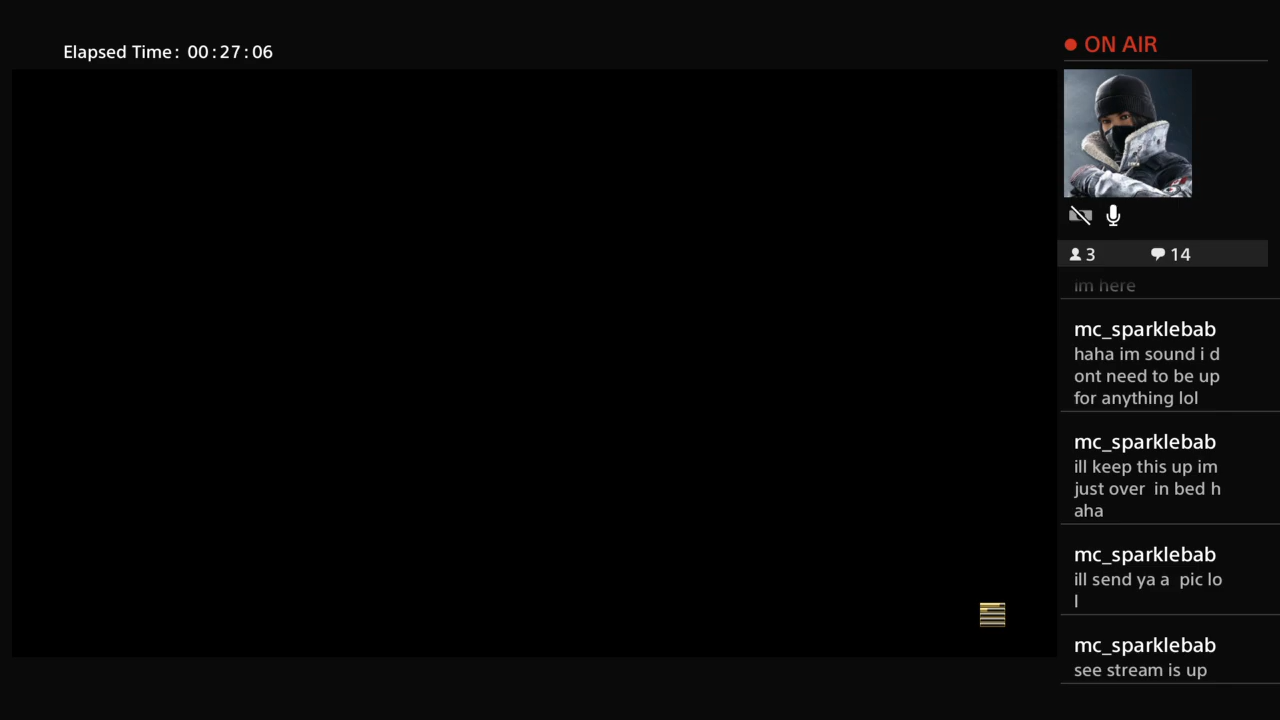 Elapsed Time: 00:27:06
ON AIR
3 14
im here
mc_sparklebab
haha im sound i d
ont need to be up
for anything lol
mc_sparklebab
ill keep this up im
just over  in bed h
aha
mc_sparklebab
ill send ya a  pic lo
l
mc_sparklebab
see stream is up